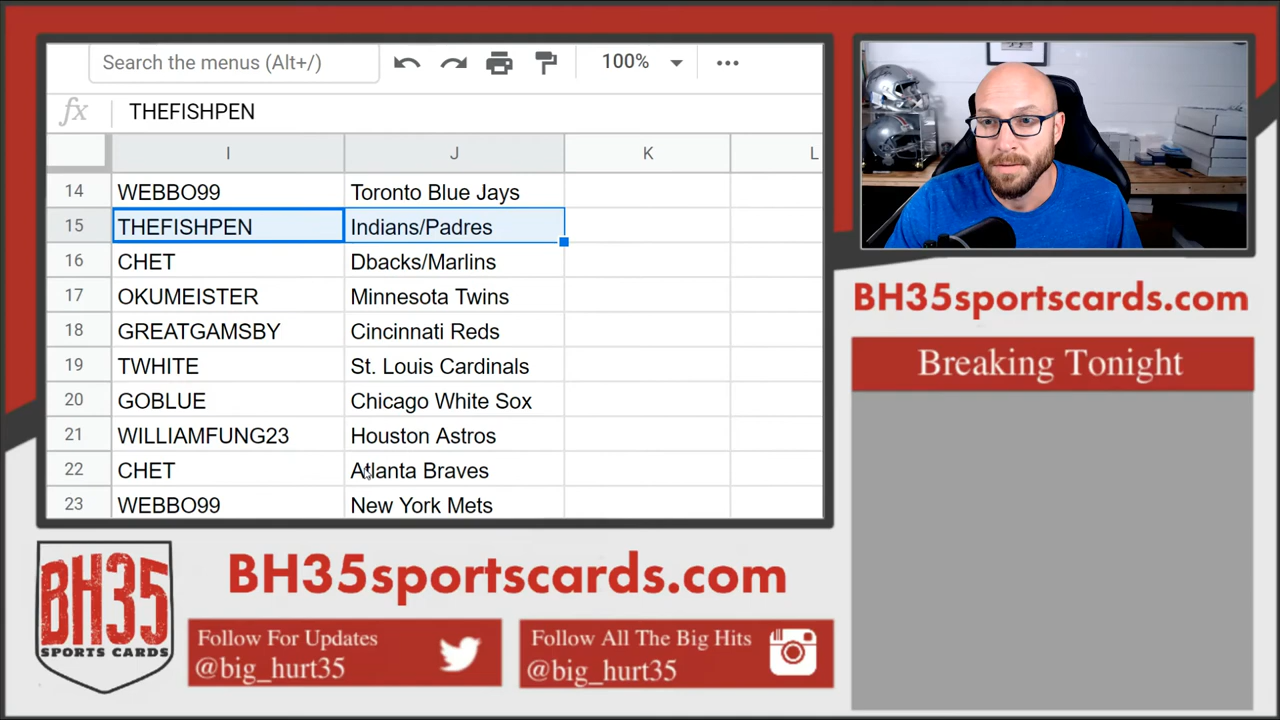 Search the menus (Alt+/)
100%
fx THEFISHPEN
I J K L
14 WEBBO99 Toronto Blue Jays
15 THEFISHPEN Indians/Padres
16 CHET Dbacks/Marlins
17 OKUMEISTER Minnesota Twins
18 GREATGAMSBY Cincinnati Reds
19 TWHITE St. Louis Cardinals
20 GOBLUE Chicago White Sox
21 WILLIAMFUNG23 Houston Astros
22 CHET Atlanta Braves
23 WEBBO99 New York Mets
BH35sportscards.com
Breaking Tonight
BH35
SPORTS CARDS
BH35sportscards.com
Follow For Updates
@big_hurt35
Follow All The Big Hits
@big_hurt35